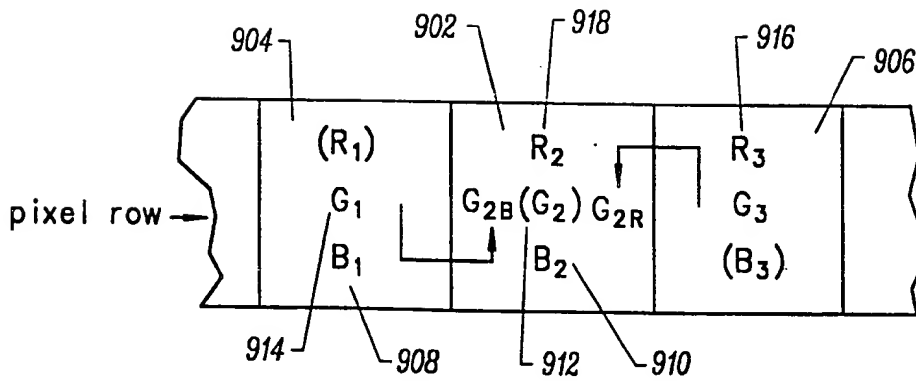 904 902 918 916 906
(R₁) R₂ R₃
pixel row G₁ G₂B(G₂) G₂R G₃
B₁ B₂ (B₃)
914 908 912 910